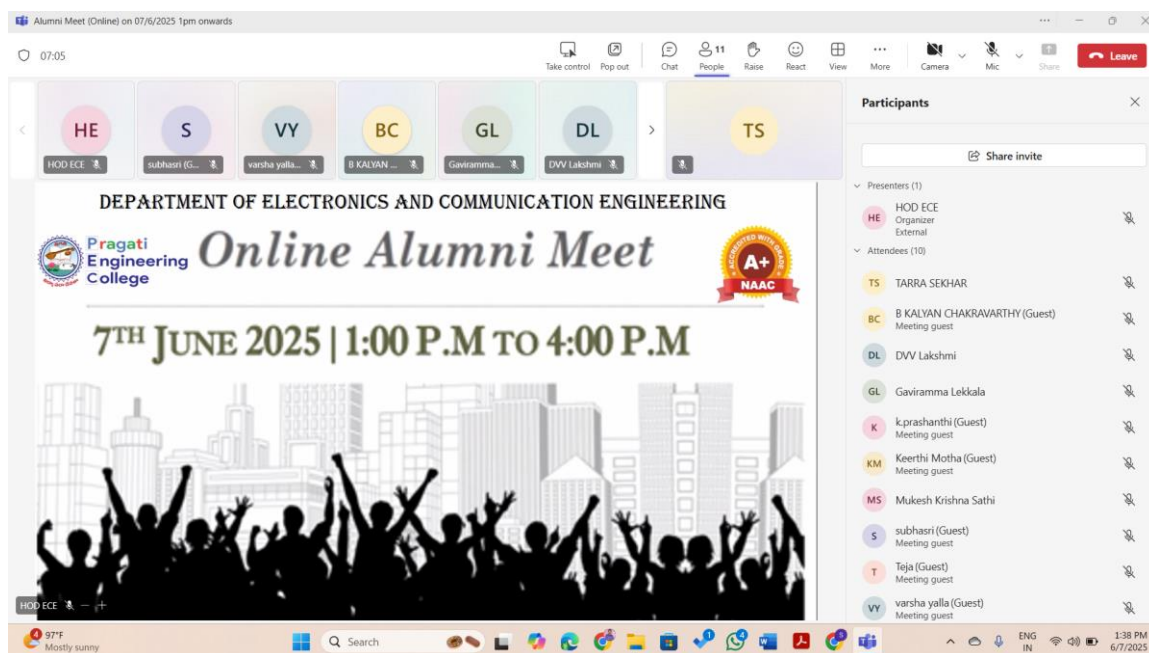 Alumni Meet (Online) on 07/6/2025 1pm onwards
07:05
Take control
Pop out
Chat
11
People
Raise
React
View
More
Camera
Mic
Share
Leave
HE
HOD ECE
S
subhasri (G...
VY
varsha yalla...
BC
B KALYAN ...
GL
Gaviramma...
DL
DVV Lakshmi
TS
DEPARTMENT OF ELECTRONICS AND COMMUNICATION ENGINEERING
Pragati
Engineering
College
Online Alumni Meet
ACCREDITED WITH GRADE
A+
NAAC
7TH JUNE 2025 | 1:00 P.M TO 4:00 P.M
HOD ECE
Participants
Share invite
Presenters (1)
HE
HOD ECE
Organizer
External
Attendees (10)
TS
TARRA SEKHAR
BC
B KALYAN CHAKRAVARTHY (Guest)
Meeting guest
DL
DVV Lakshmi
GL
Gaviramma Lekkala
K
k.prashanthi (Guest)
Meeting guest
KM
Keerthi Motha (Guest)
Meeting guest
MS
Mukesh Krishna Sathi
S
subhasri (Guest)
Meeting guest
T
Teja (Guest)
Meeting guest
VY
varsha yalla (Guest)
Meeting guest
4
97°F
Mostly sunny
Search
ENG
IN
1:38 PM
6/7/2025